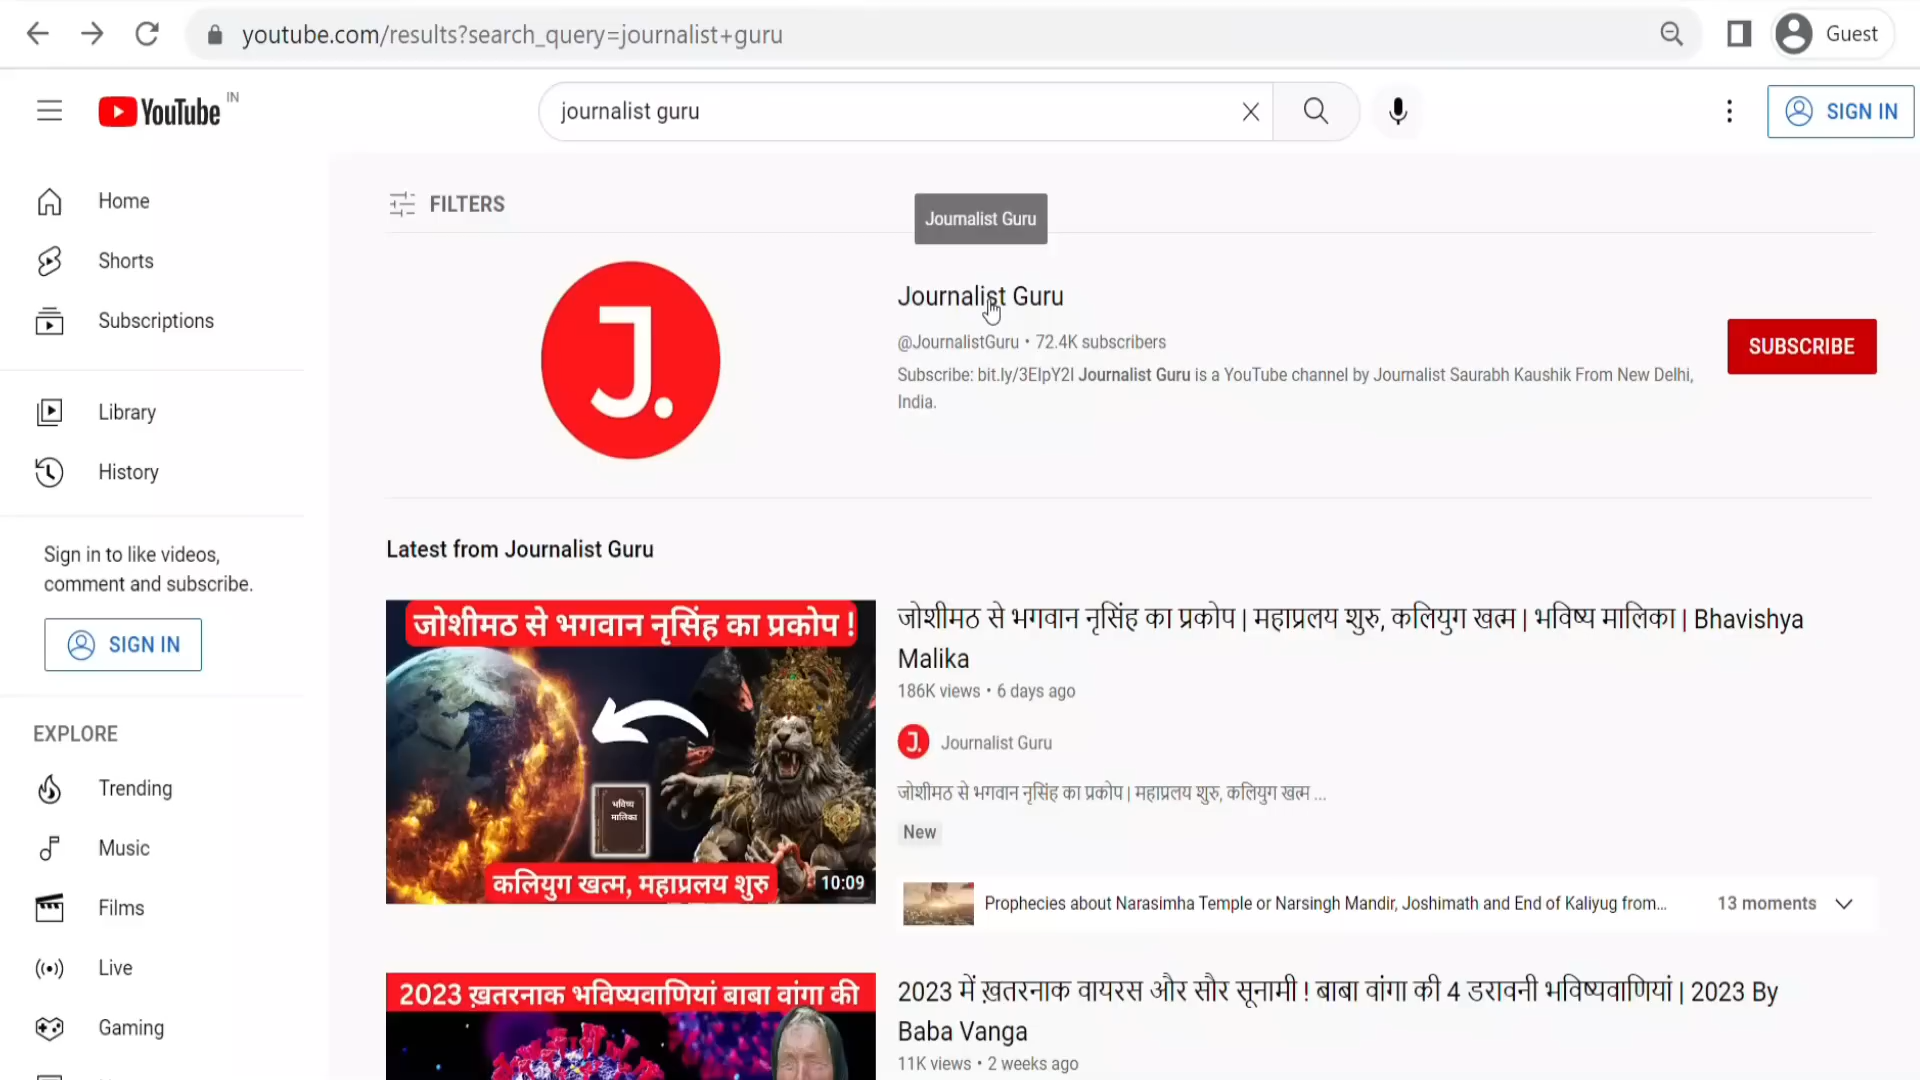 youtube.com/results?search_query=journalist+guru
Guest
YouTube IN
journalist guru
SIGN IN
Home
Shorts
Subscriptions
Library
History
Sign in to like videos,
comment and subscribe.
SIGN IN
EXPLORE
Trending
Music
Films
Live
Gaming
FILTERS
Journalist Guru
J.
Journalist Guru
@JournalistGuru • 72.4K subscribers
Subscribe: bit.ly/3EIpY2I Journalist Guru is a YouTube channel by Journalist Saurabh Kaushik From New Delhi,
India.
SUBSCRIBE
Latest from Journalist Guru
जोशीमठ से भगवान नृसिंह का प्रकोप !
भविष्य
मालिका
कलियुग खत्म, महाप्रलय शुरु
10:09
जोशीमठ से भगवान नृसिंह का प्रकोप | महाप्रलय शुरु, कलियुग खत्म | भविष्य मालिका | Bhavishya
Malika
186K views • 6 days ago
J. Journalist Guru
जोशीमठ से भगवान नृसिंह का प्रकोप | महाप्रलय शुरु, कलियुग खत्म ...
New
Prophecies about Narasimha Temple or Narsingh Mandir, Joshimath and End of Kaliyug from...
13 moments
2023 ख़तरनाक भविष्यवाणियां बाबा वांगा की
2023 में ख़तरनाक वायरस और सौर सूनामी ! बाबा वांगा की 4 डरावनी भविष्यवाणियां | 2023 By
Baba Vanga
11K views • 2 weeks ago